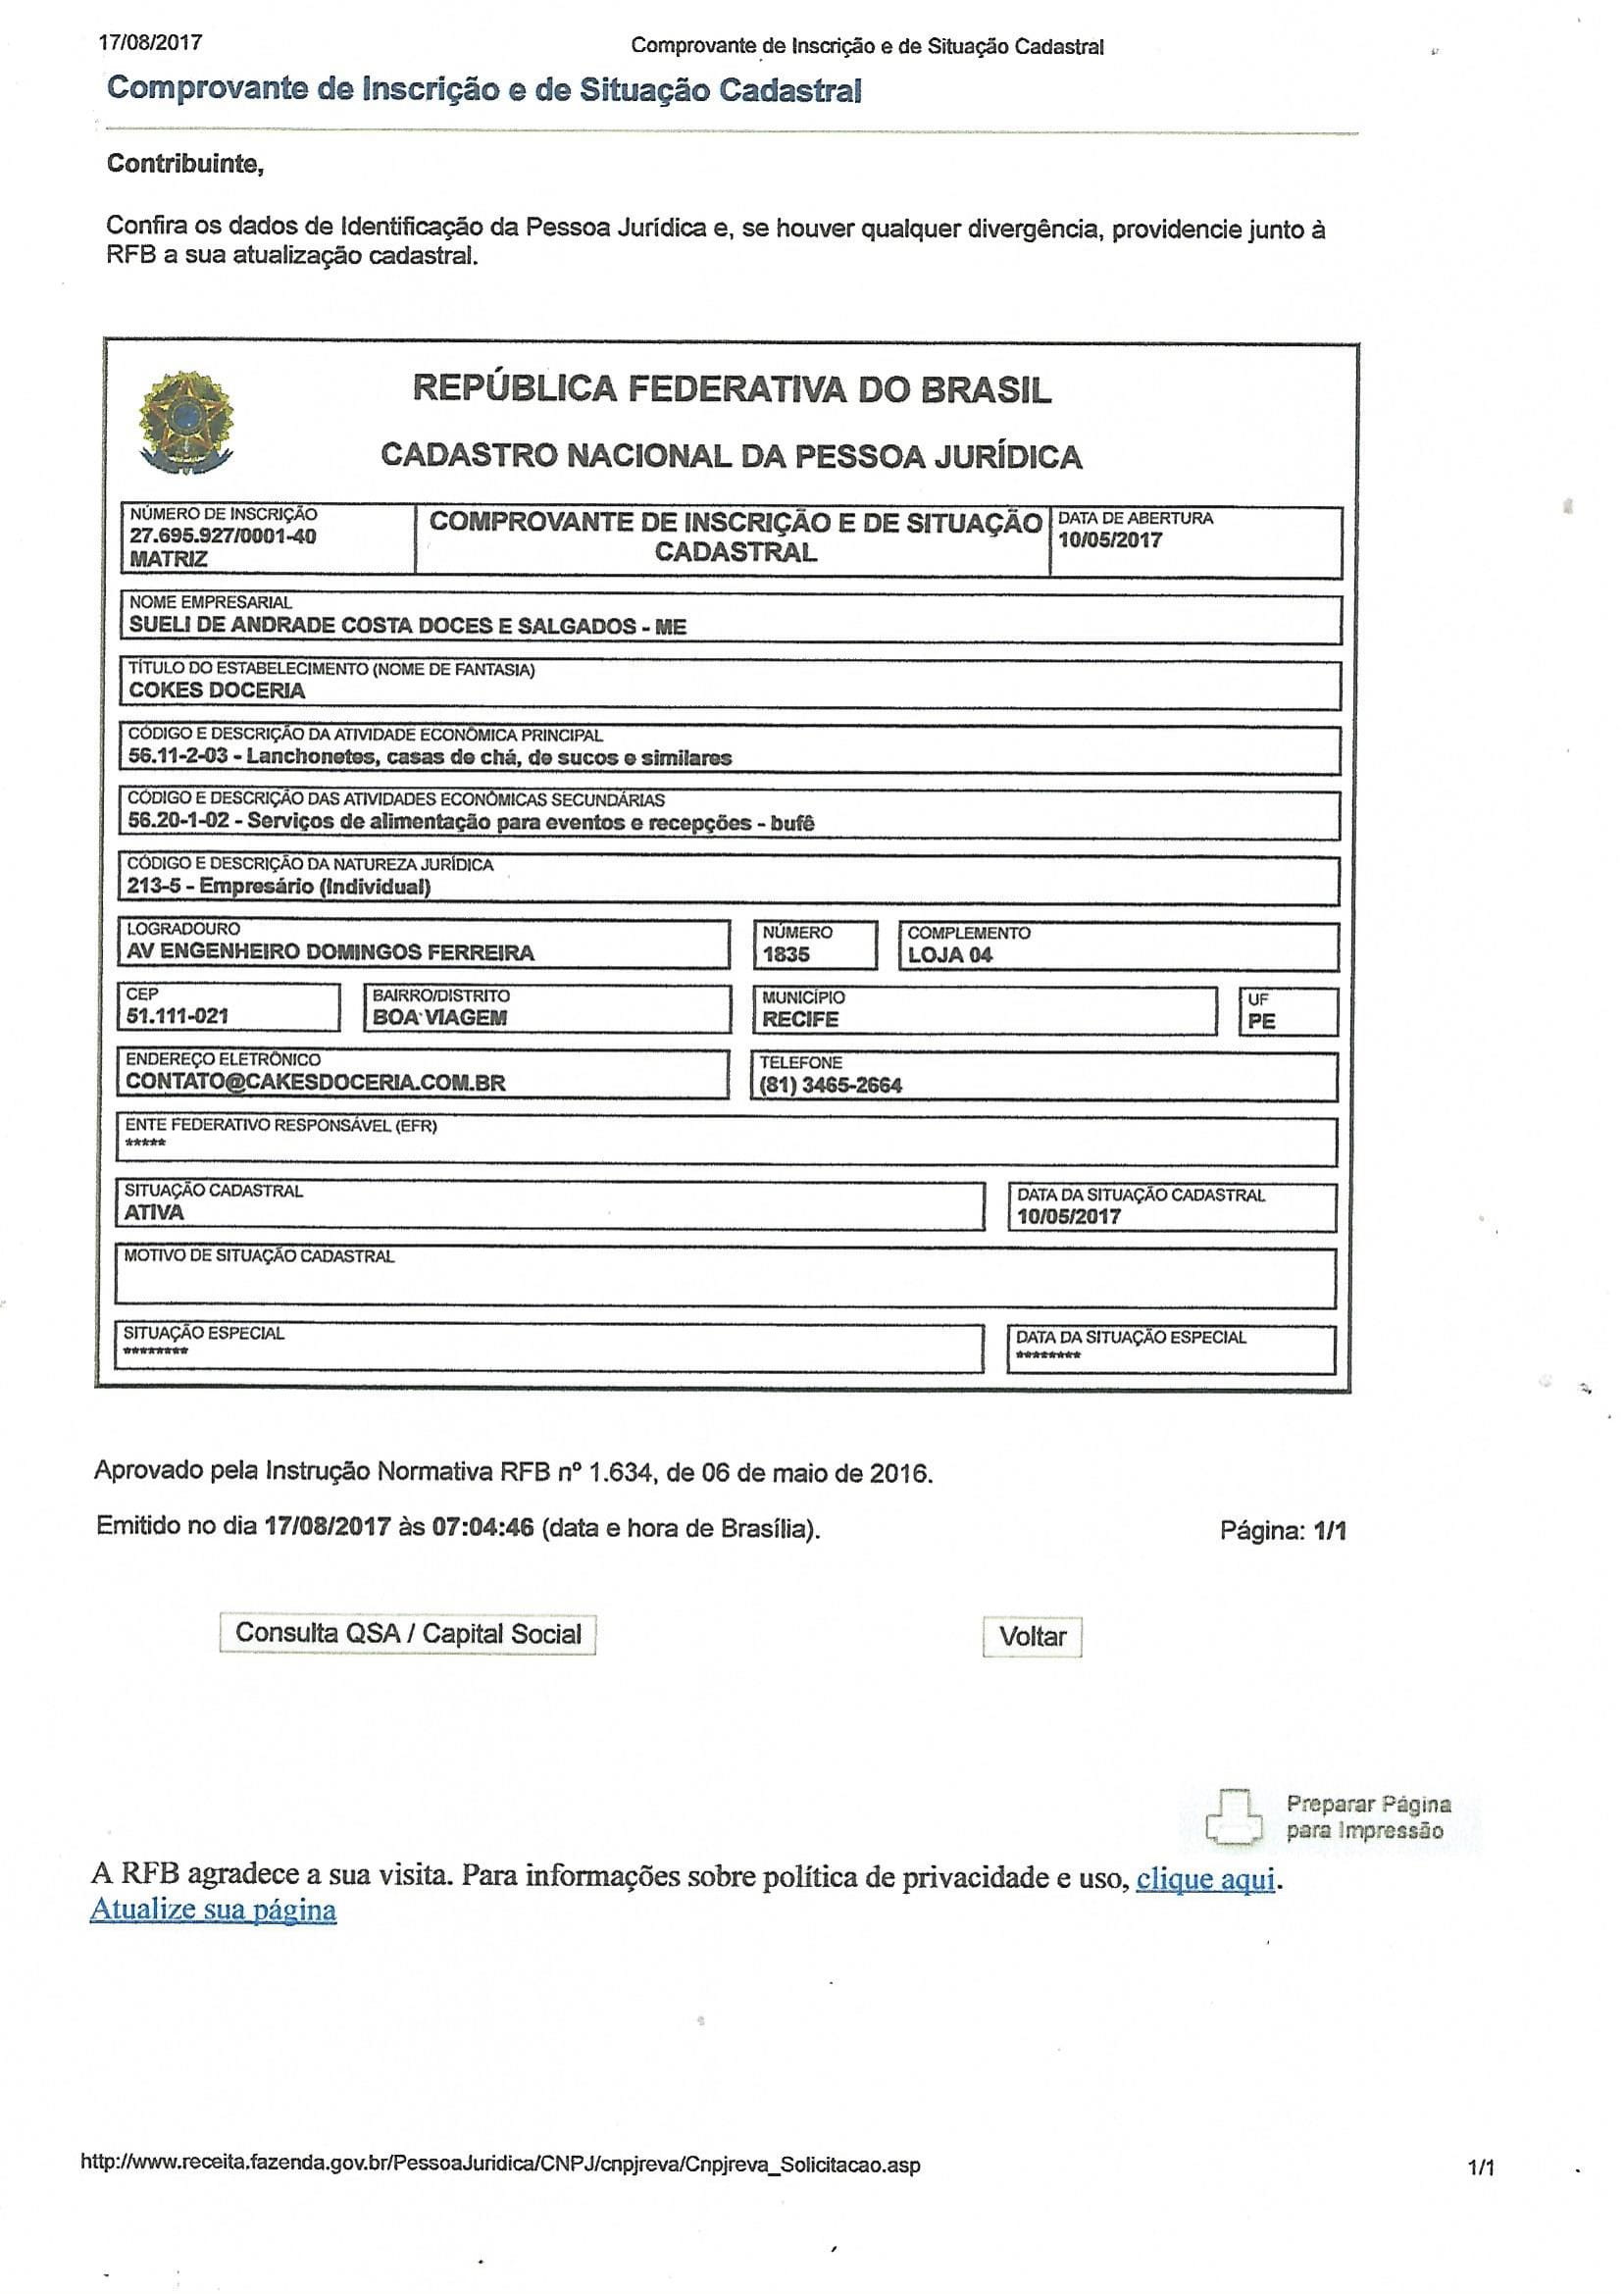 17/08/2017 Comprovante de Inscrição e de Situação Cadastral
Comprovante de Inscrição e de Situação Cadastral
Contribuinte,
Confira os dados de Identificação da Pessoa Jurídica e, se houver qualquer divergência, providencie junto à
RFB a sua atualização cadastral.
REPÚBLICA FEDERATIVA DO BRASIL
CADASTRO NACIONAL DA PESSOA JURÍDICA
NÚMERO DE INSCRIÇÃO
27.695.927/0001-40
MATRIZ
COMPROVANTE DE INSCRIÇÃO E DE SITUAÇÃO
CADASTRAL
DATA DE ABERTURA
10/05/2017
NOME EMPRESARIAL
SUELI DE ANDRADE COSTA DOCES E SALGADOS - ME
TÍTULO DO ESTABELECIMENTO (NOME DE FANTASIA)
COKES DOCERIA
CÓDIGO E DESCRIÇÃO DA ATIVIDADE ECONÔMICA PRINCIPAL
56.11-2-03 - Lanchonetes, casas de chá, de sucos e similares
CÓDIGO E DESCRIÇÃO DAS ATIVIDADES ECONÔMICAS SECUNDÁRIAS
56.20-1-02 - Serviços de alimentação para eventos e recepções - bufê
CÓDIGO E DESCRIÇÃO DA NATUREZA JURÍDICA
213-5 - Empresário (Individual)
LOGRADOURO
AV ENGENHEIRO DOMINGOS FERREIRA
NÚMERO
1835
COMPLEMENTO
LOJA 04
CEP
51.111-021
BAIRRO/DISTRITO
BOA VIAGEM
MUNICÍPIO
RECIFE
UF
PE
ENDEREÇO ELETRÔNICO
CONTATO@CAKESDOCERIA.COM.BR
TELEFONE
(81) 3465-2664
ENTE FEDERATIVO RESPONSÁVEL (EFR)
*****
SITUAÇÃO CADASTRAL
ATIVA
DATA DA SITUAÇÃO CADASTRAL
10/05/2017
MOTIVO DE SITUAÇÃO CADASTRAL
SITUAÇÃO ESPECIAL
********
DATA DA SITUAÇÃO ESPECIAL
********
Aprovado pela Instrução Normativa RFB nº 1.634, de 06 de maio de 2016.
Emitido no dia 17/08/2017 às 07:04:46 (data e hora de Brasília). Página: 1/1
Consulta QSA / Capital Social Voltar
Preparar Página
para Impressão
A RFB agradece a sua visita. Para informações sobre política de privacidade e uso, clique aqui.
Atualize sua página
http://www.receita.fazenda.gov.br/PessoaJuridica/CNPJ/cnpjreva/Cnpjreva_Solicitacao.asp 1/1